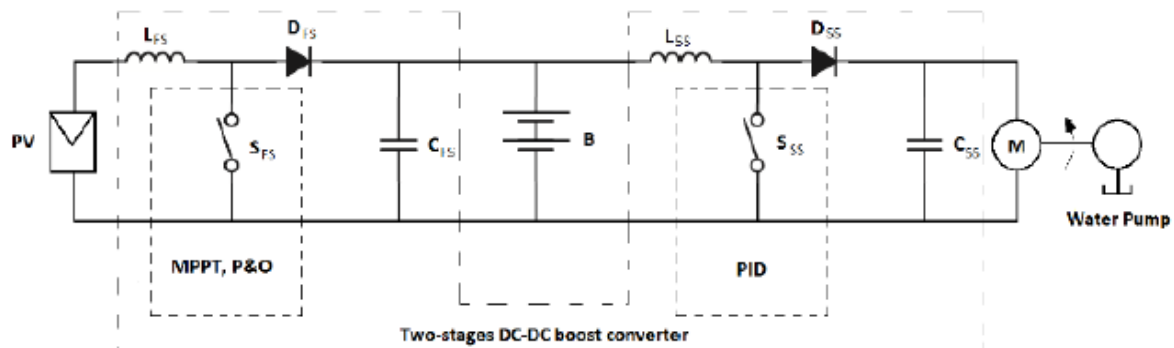 L_FS
D_FS
L_SS
D_SS
PV
S_FS
C_FS
B
S_SS
C_SS
M
Water Pump
MPPT, P&O
PID
Two-stages DC-DC boost converter